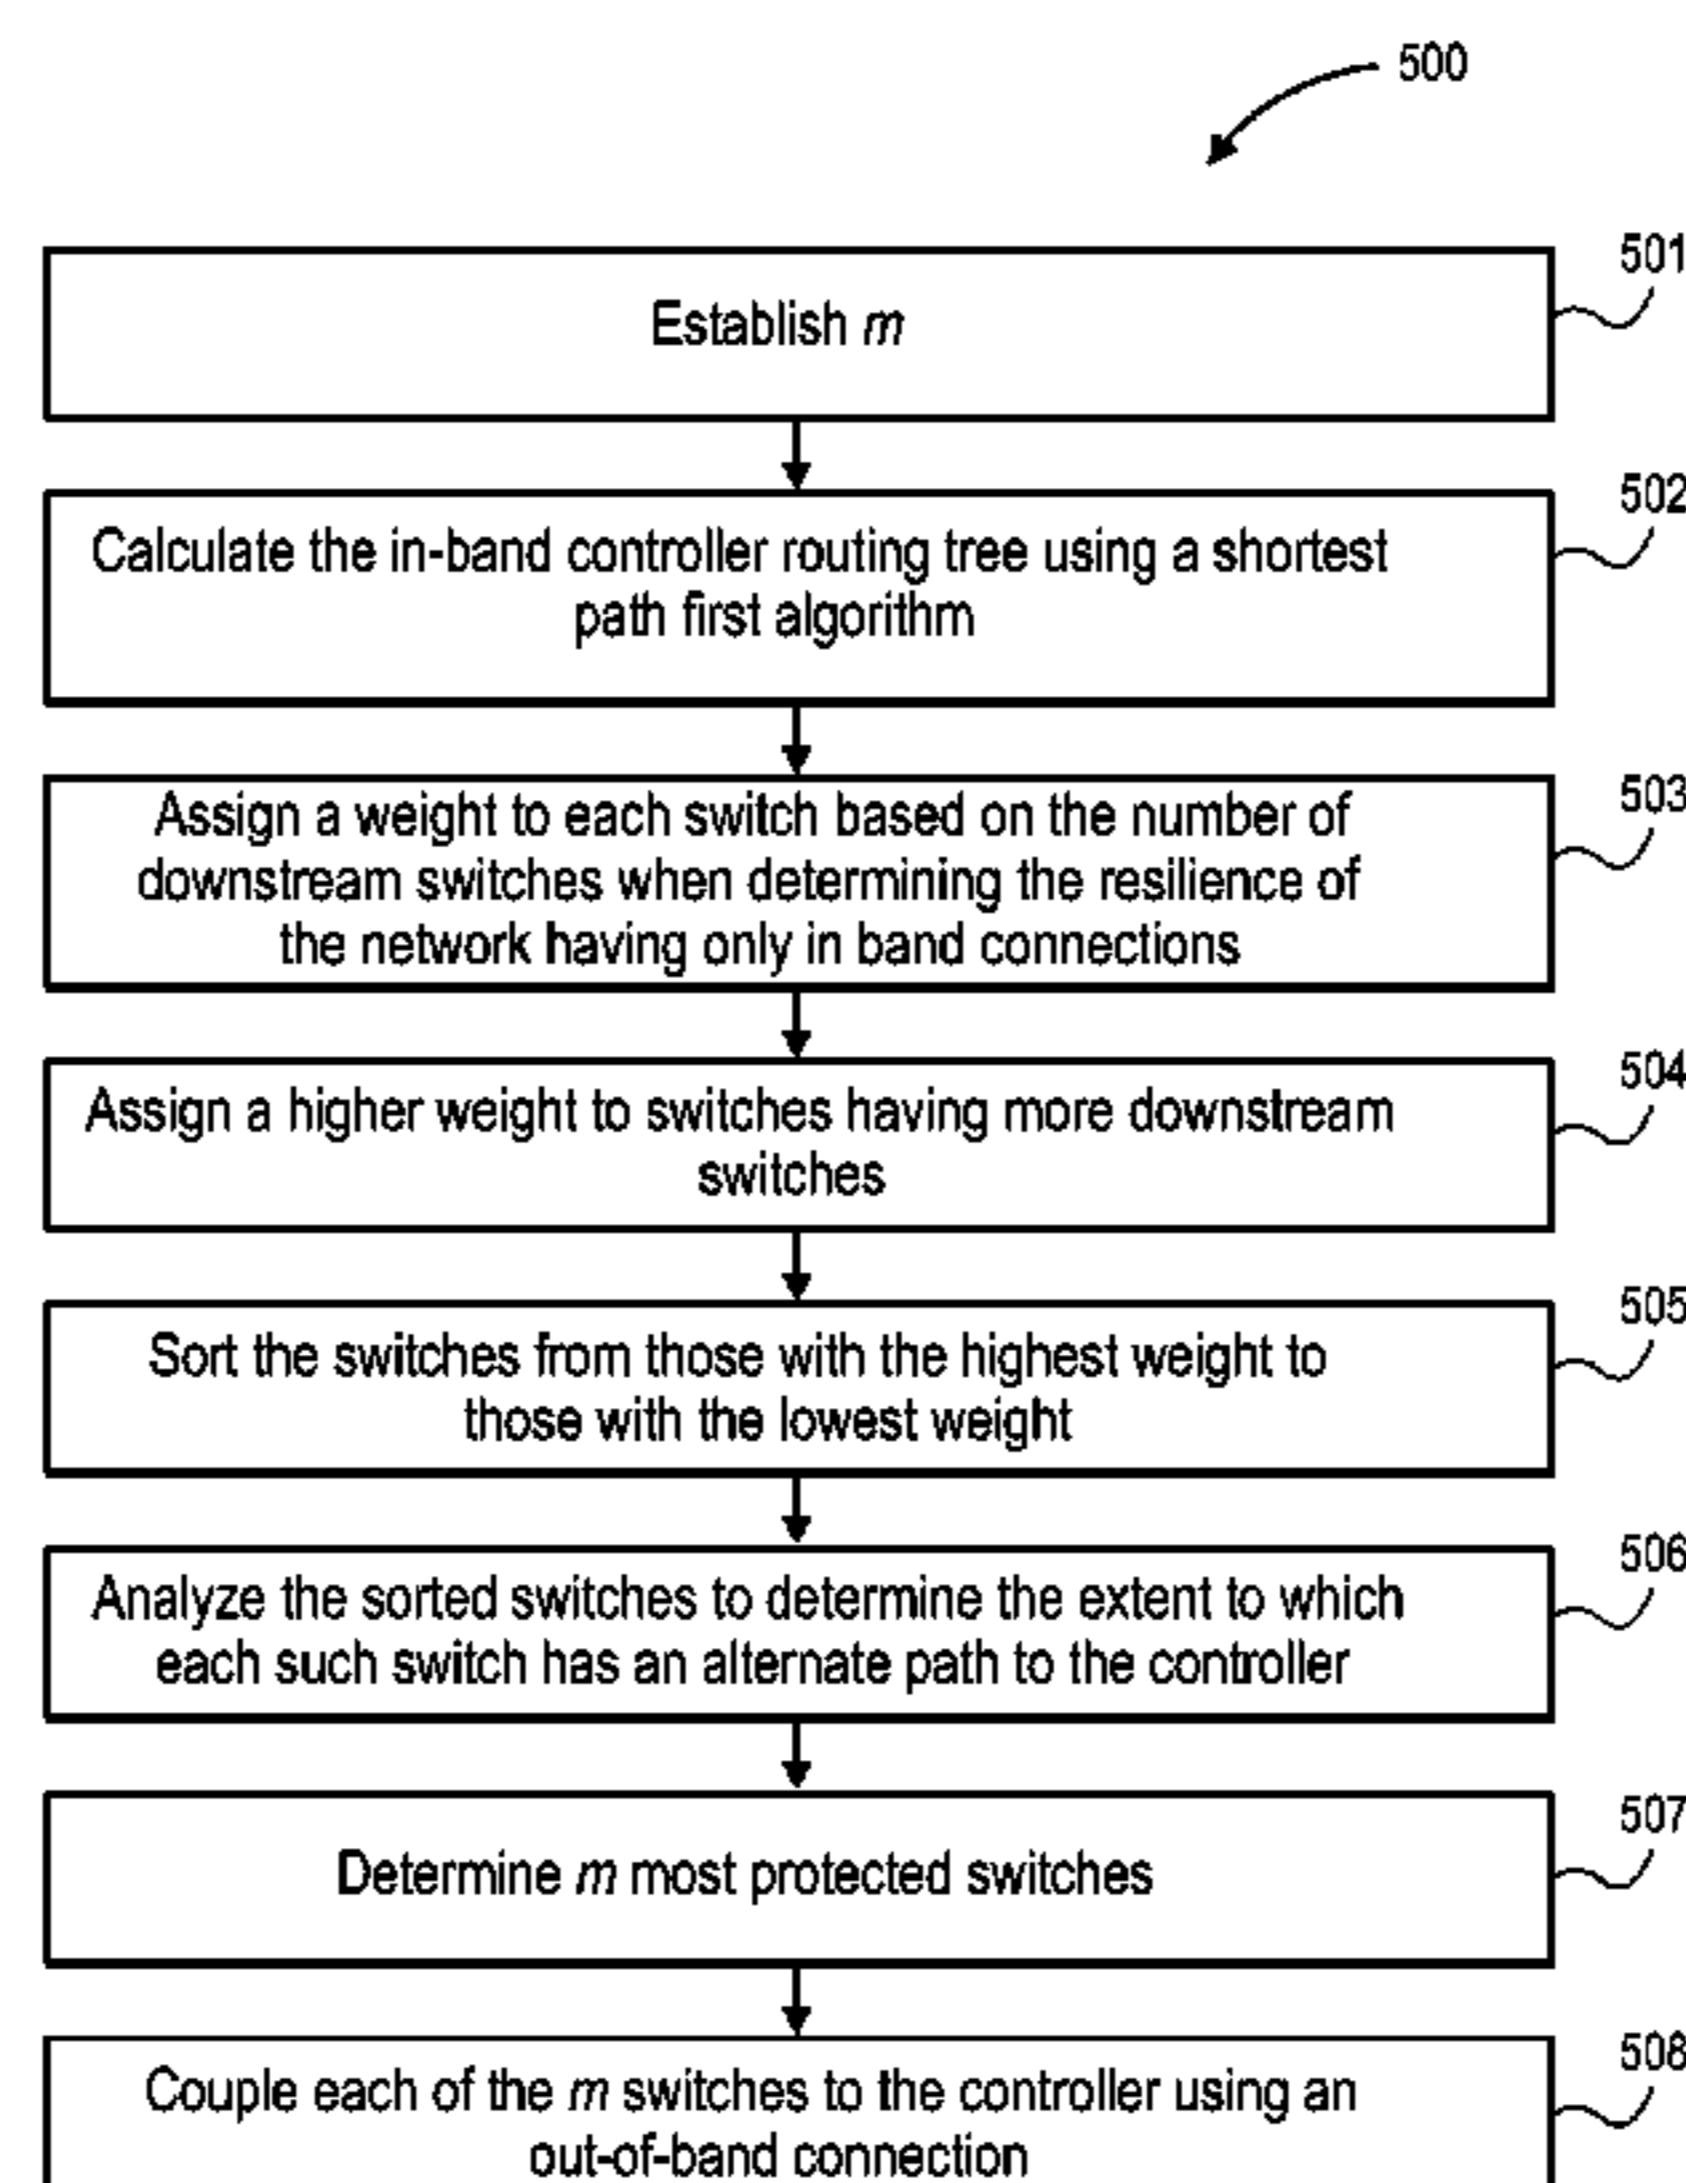 500
501
Establish m
502
Calculate the in-band controller routing tree using a shortest
path first algorithm
503
Assign a weight to each switch based on the number of
downstream switches when determining the resilience of
the network having only in band connections
504
Assign a higher weight to switches having more downstream
switches
505
Sort the switches from those with the highest weight to
those with the lowest weight
506
Analyze the sorted switches to determine the extent to which
each such switch has an alternate path to the controller
507
Determine m most protected switches
508
Couple each of the m switches to the controller using an
out-of-band connection